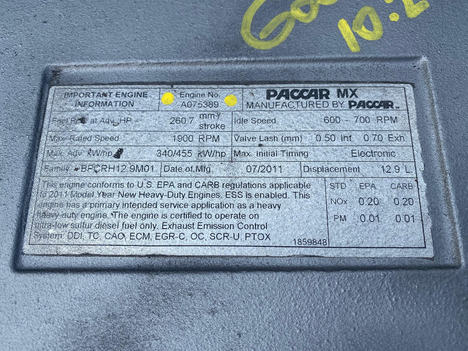 Goo
10:2
IMPORTANT ENGINE INFORMATION
Engine No. A075389
PACCAR MX
MANUFACTURED BY PACCAR
Fuel Rate at Adv. HP 260.7 mm³/stroke
Idle Speed 600 - 700 RPM
Max. Rated Speed 1900 RPM
Valve Lash (mm) 0.50 Int 0.70 Exh
Max. Adv kW/hp 340/455 kW/hp
Max. Initial Timing Electronic
Family BPCRH12.9M01 Date of Mfg. 07/2011 Displacement 12.9 L
This engine conforms to U.S. EPA and CARB regulations applicable
to 2011 Model Year New Heavy-Duty Engines. ESS is enabled. This
engine has a primary intended service application as a heavy
heavy-duty engine. The engine is certified to operate on
ultra-low sulfur diesel fuel only. Exhaust Emission Control
System: DDI, TC, CAC, ECM, EGR-C, OC, SCR-U, PTOX
STD EPA CARB
NOx 0.20 0.20
PM 0.01 0.01
1859848